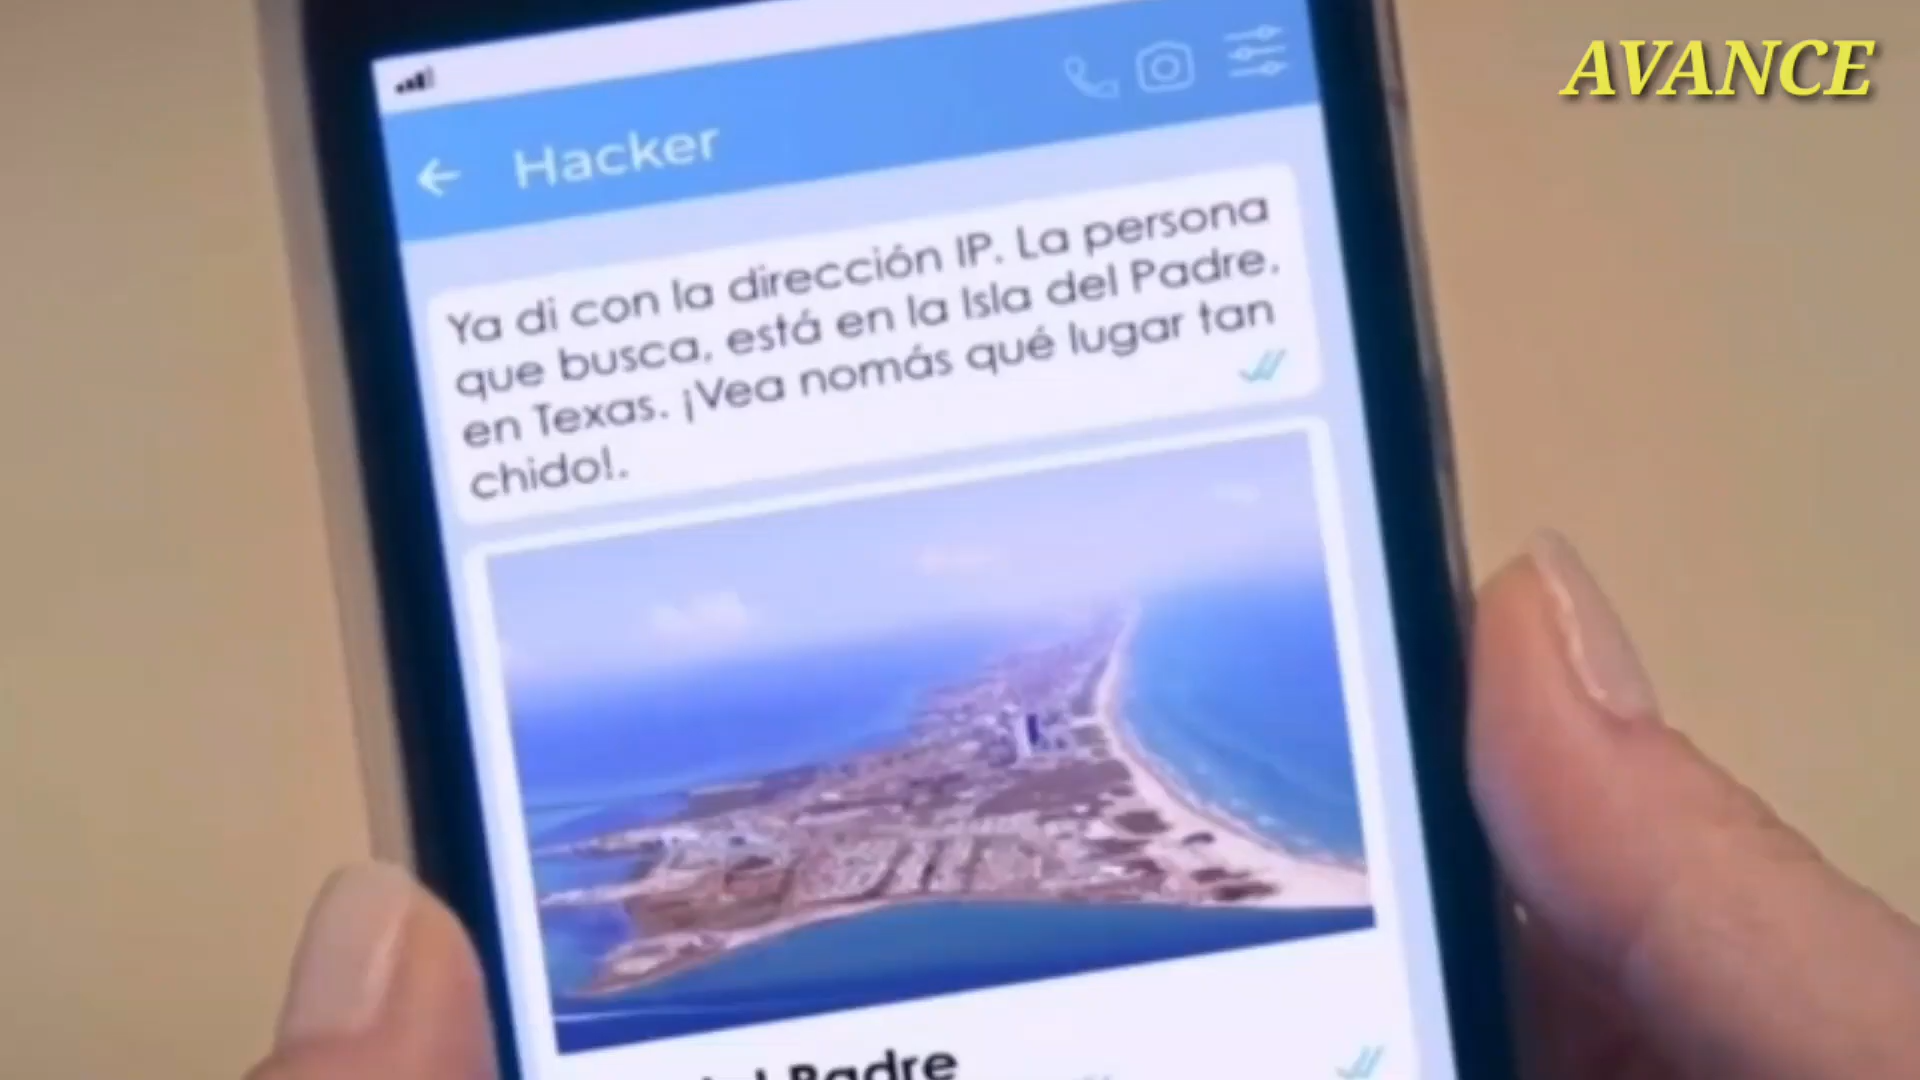 AVANCE
Hacker
Ya di con la dirección IP. La persona
que busca, está en la Isla del Padre,
en Texas. ¡Vea nomás qué lugar tan
chido!.
Padre